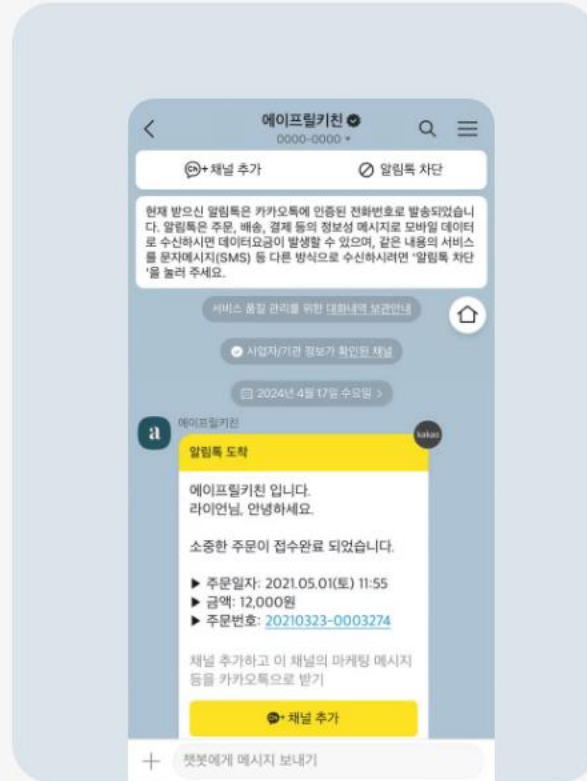 에이프릴키친
0000-0000
Ch+ 채널 추가
알림톡 차단
현재 받으신 알림톡은 카카오톡에 인증된 전화번호로 발송되었습니
다. 알림톡은 주문, 배송, 결제 등의 정보성 메시지로 모바일 데이터
로 수신하시면 데이터요금이 발생할 수 있으며, 같은 내용의 서비스
를 문자메시지(SMS) 등 다른 방식으로 수신하시려면 '알림톡 차단
'을 눌러 주세요.
서비스 품질 관리를 위한 대화내역 보관안내
사업자/기관 정보가 확인된 채널
2024년 4월 17일 수요일 >
a
에이프릴키친
kakao
알림톡 도착
에이프릴키친 입니다.
라이언님, 안녕하세요.
소중한 주문이 접수완료 되었습니다.
▶ 주문일자: 2021.05.01(토) 11:55
▶ 금액: 12,000원
▶ 주문번호: 20210323-0003274
채널 추가하고 이 채널의 마케팅 메시지
등을 카카오톡으로 받기
Ch+ 채널 추가
챗봇에게 메시지 보내기